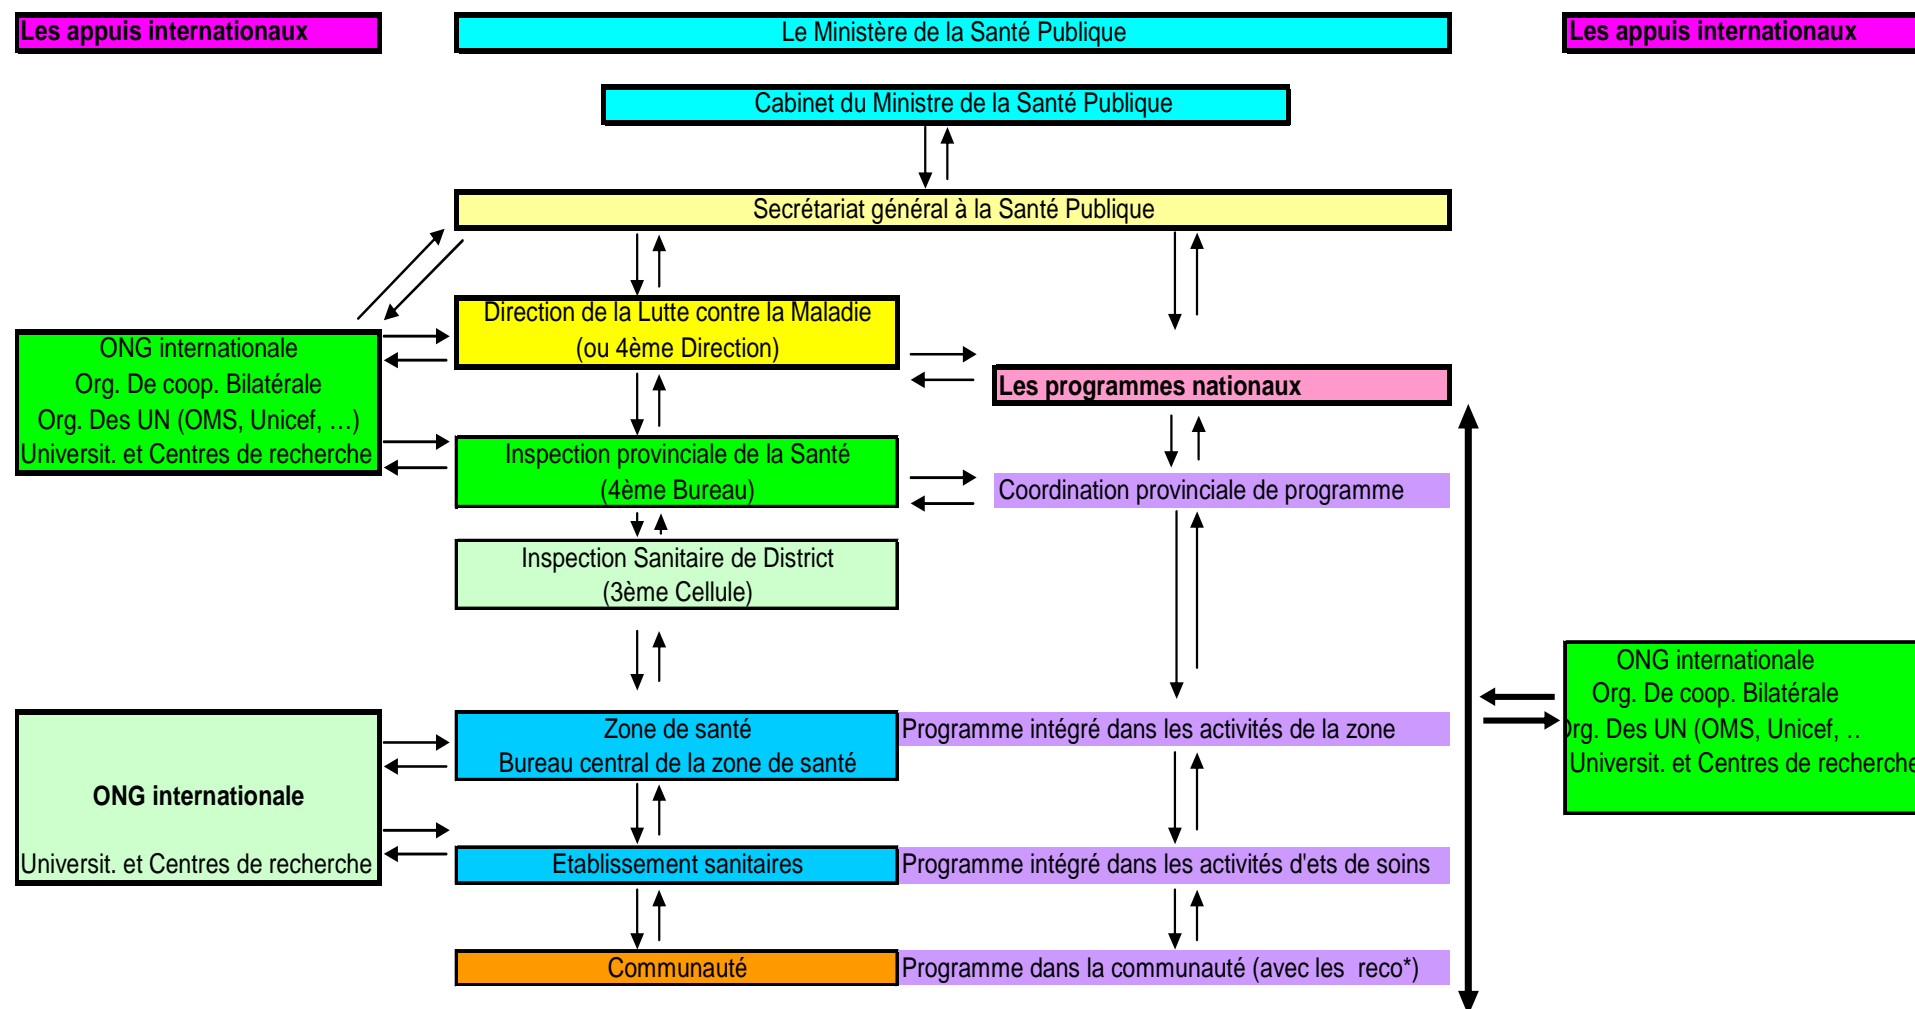 Les appuis internationaux
Le Ministère de la Santé Publique
Les appuis internationaux
Cabinet du Ministre de la Santé Publique
Secrétariat général à la Santé Publique
Direction de la Lutte contre la Maladie
(ou 4ème Direction)
ONG internationale
Org. De coop. Bilatérale
Org. Des UN (OMS, Unicef, …)
Universit. et Centres de recherche
Les programmes nationaux
Inspection provinciale de la Santé
(4ème Bureau)
Coordination provinciale de programme
Inspection Sanitaire de District
(3ème Cellule)
ONG internationale
Org. De coop. Bilatérale
Org. Des UN (OMS, Unicef, ..
Universit. et Centres de recherche
Zone de santé
Bureau central de la zone de santé
Programme intégré dans les activités de la zone
ONG internationale
Universit. et Centres de recherche
Etablissement sanitaires
Programme intégré dans les activités d'ets de soins
Communauté
Programme dans la communauté (avec les reco*)